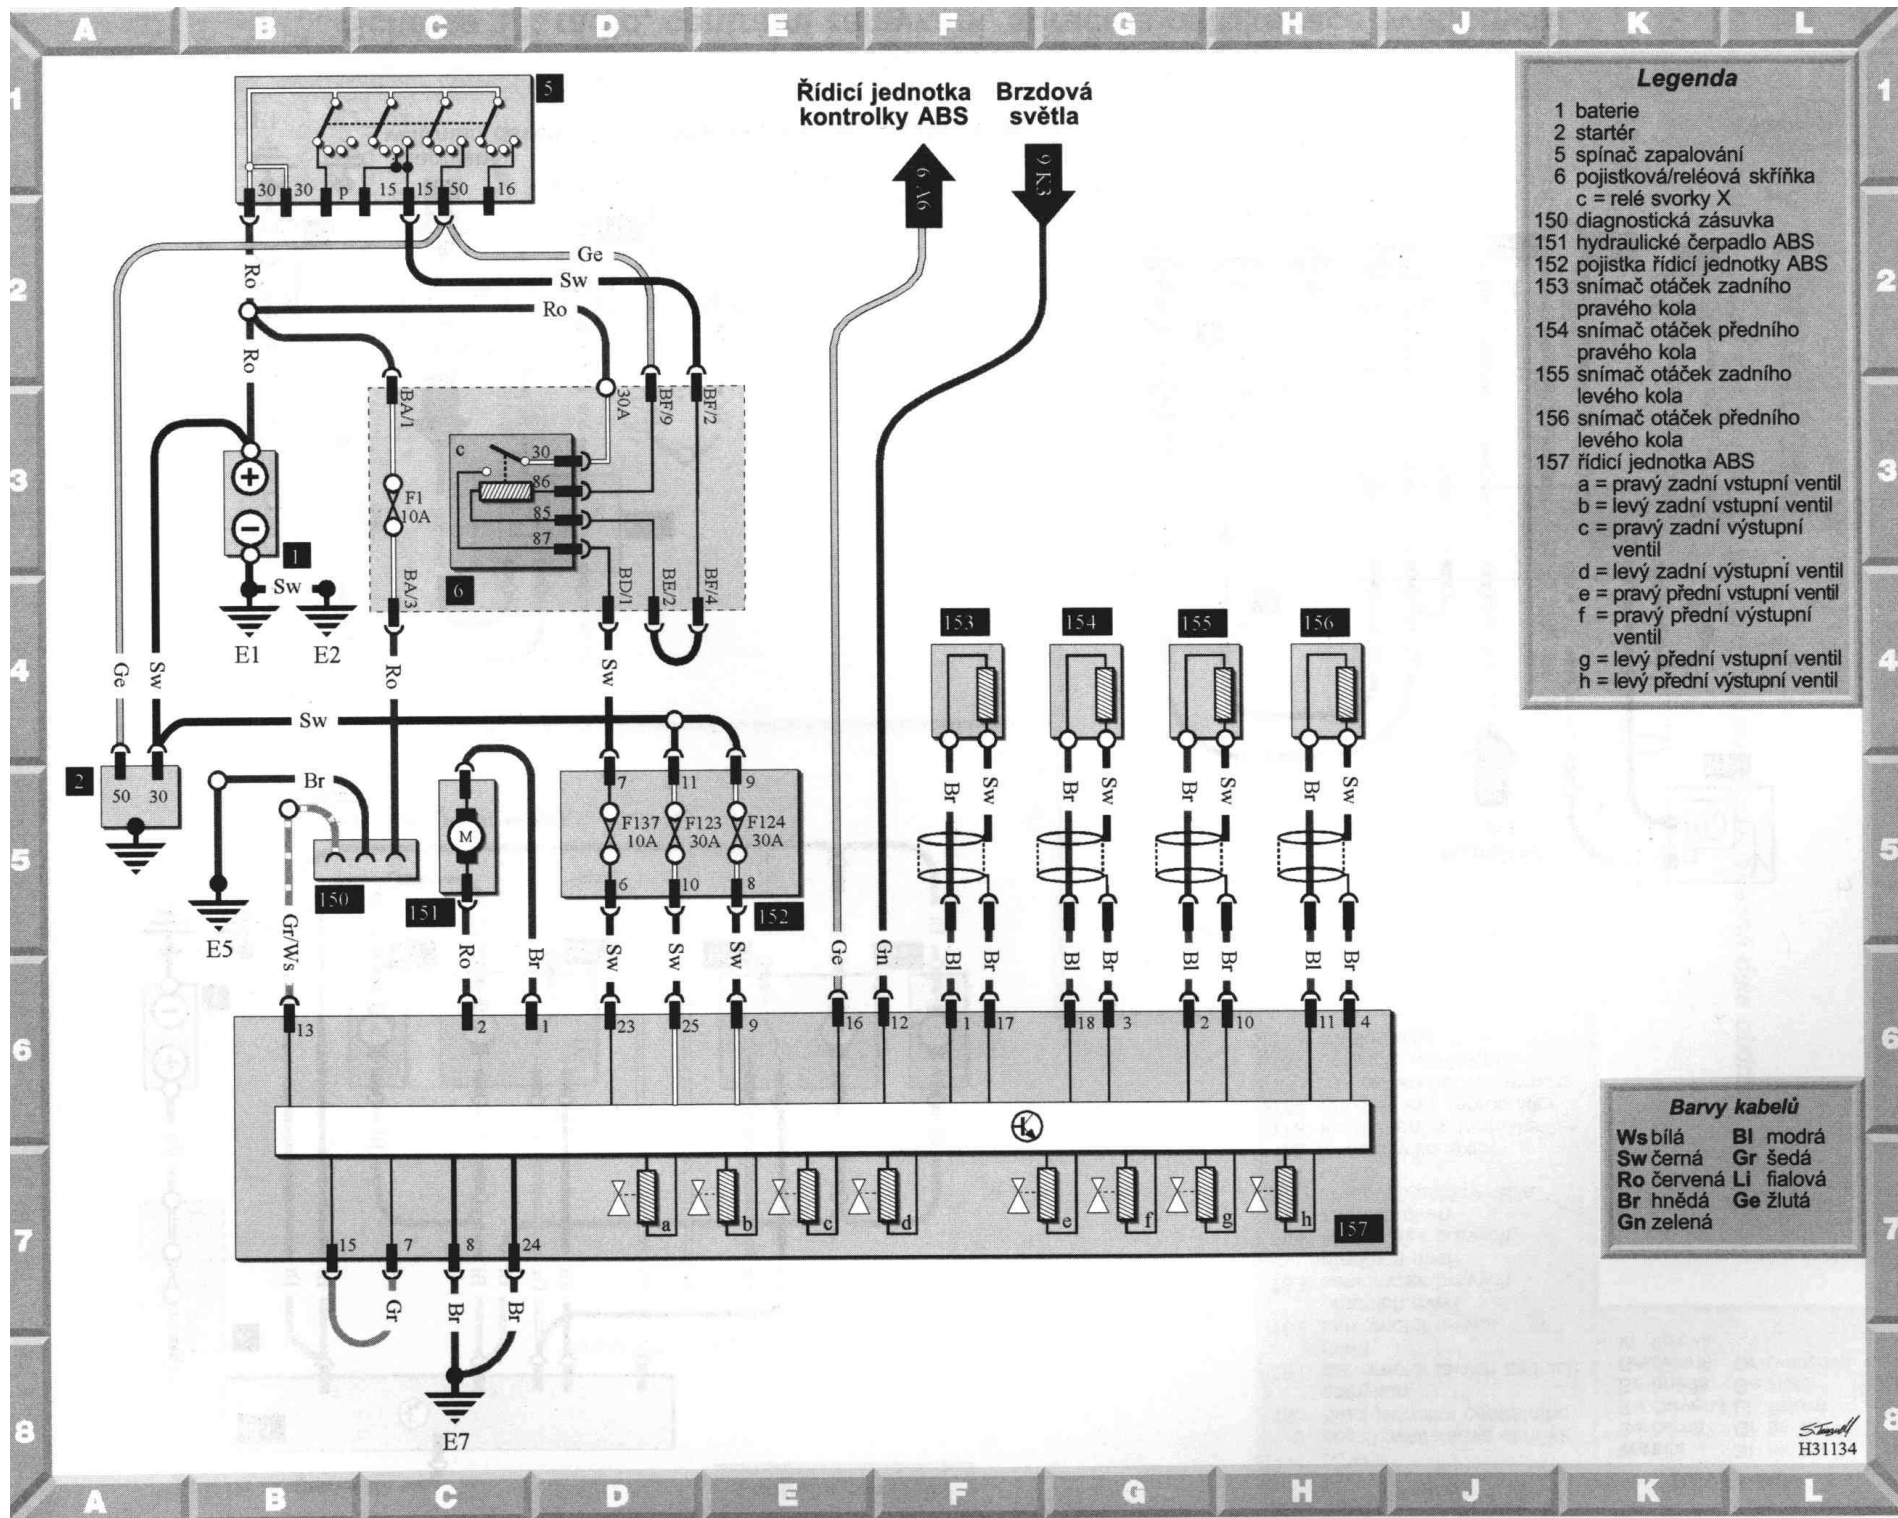 A B C D E F G H J K L
1
2
3
4
5
6
7
8
1
2
3
4
5
6
7
8
5
30 30 p 15 15 50 16
Řídicí jednotka
kontrolky ABS
Brzdová
světla
6 A6
9 K3
Ro
Ge
Sw
Ro
Ro
BA/1
30A
BF/9
BF/2
c
30
86
85
87
F1
10A
1
6
BA/3
BD/1
BE/2
BF/4
Sw
E1
E2
Ge
Sw
Ro
Sw
Sw
2
50 30
Br
E5
150
Gr/Ws
M
151
Ro
Br
7 11 9
F137
10A
F123
30A
F124
30A
6 10 8
152
Sw
Sw
Sw
Ge
Gn
153
154
155
156
Br Sw
Br Sw
Br Sw
Br Sw
Bl Br
Bl Br
Bl Br
Bl Br
13 2 1 23 25 9 16 12 1 17 18 3 2 10 11 4
a b c d e f g h
157
15 7 8 24
Gr
Br
Br
E7
Legenda
1 baterie
2 startér
5 spínač zapalování
6 pojistková/reléová skříňka
c = relé svorky X
150 diagnostická zásuvka
151 hydraulické čerpadlo ABS
152 pojistka řídicí jednotky ABS
153 snímač otáček zadního
pravého kola
154 snímač otáček předního
pravého kola
155 snímač otáček zadního
levého kola
156 snímač otáček předního
levého kola
157 řídicí jednotka ABS
a = pravý zadní vstupní ventil
b = levý zadní vstupní ventil
c = pravý zadní výstupní
ventil
d = levý zadní výstupní ventil
e = pravý přední vstupní ventil
f = pravý přední výstupní
ventil
g = levý přední vstupní ventil
h = levý přední výstupní ventil
Barvy kabelů
Ws bílá Bl modrá
Sw černá Gr šedá
Ro červená Li fialová
Br hnědá Ge žlutá
Gn zelená
H31134
A B C D E F G H J K L